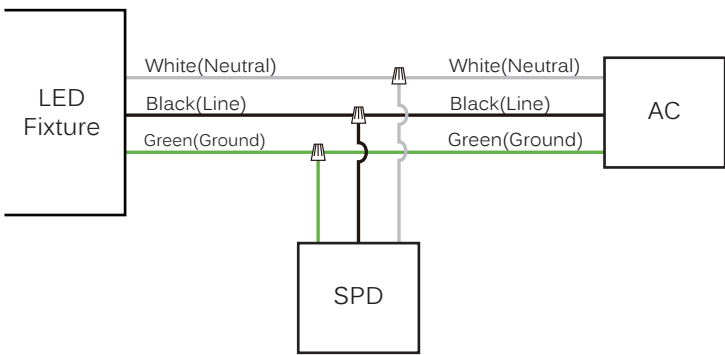 White(Neutral)
White(Neutral)
LED
Fixture
Black(Line)
Black(Line)
AC
Green(Ground)
Green(Ground)
SPD